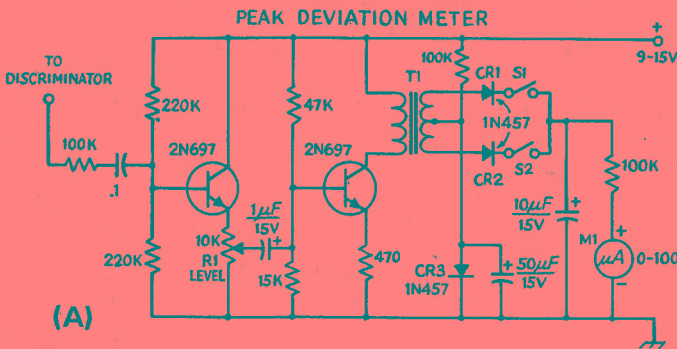 PEAK DEVIATION METER
TO
DISCRIMINATOR
100K
.1
220K
220K
2N697
10K
R1
LEVEL
1µF
15V
+
47K
15K
2N697
470
T1
100K
CR1
S1
1N457
CR2
S2
CR3
1N457
+
50µF
15V
10µF
15V
+
+
9-15V
100K
M1
+
µA
0-100
−
(A)